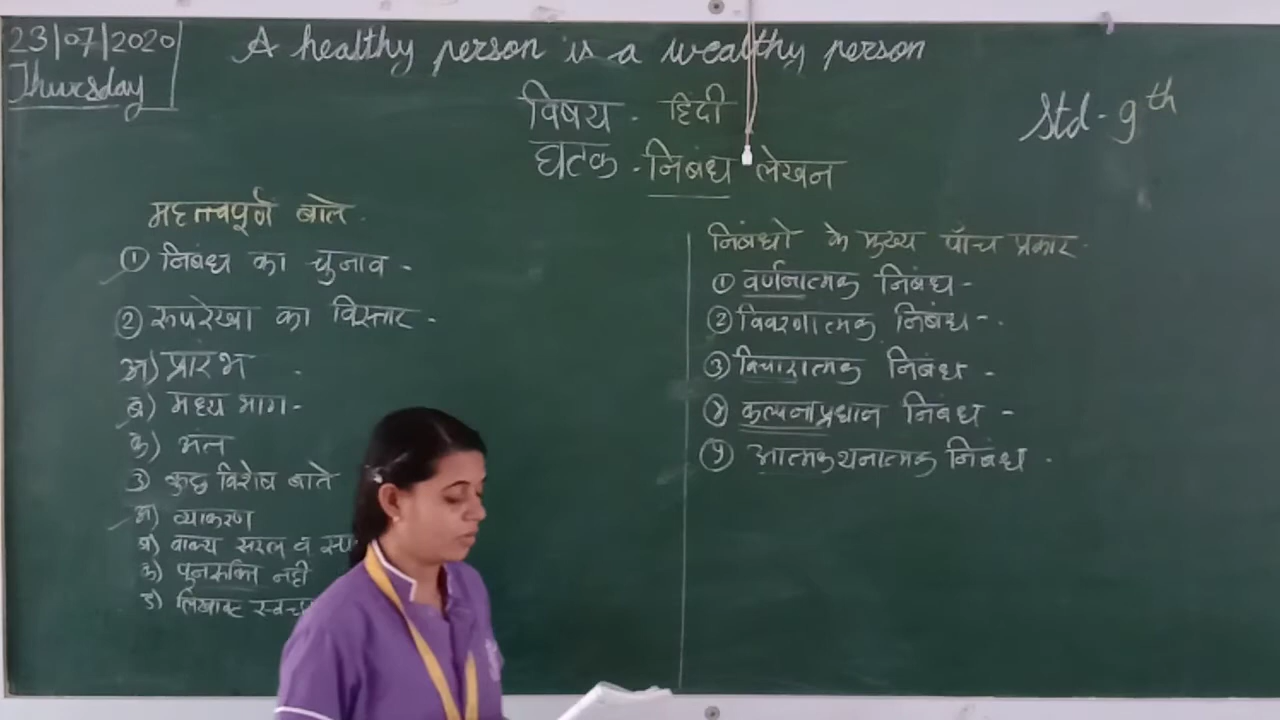 23/07/2020
Thursday
A healthy person is a wealthy person
Std - 9th
विषय - हिंदी
घटक - निबंध लेखन
महत्त्वपूर्ण बाते
① निबंध का चुनाव -
② रुपरेखा का विस्तार -
अ) प्रारंभ -
ब) मध्य भाग -
क) अंत
3) कुछ विशेष बाते
अ) व्याकरण
ब) वाक्य सरल व
क) पुनरुक्ति नही
ड) लिखावट
निबंधो के मुख्य पाँच प्रकार -
① वर्णनात्मक निबंध -
② विवरणात्मक निबंध -
③ विचारात्मक निबंध -
④ कल्पनाप्रधान निबंध -
⑤ आत्मकथनात्मक निबंध -